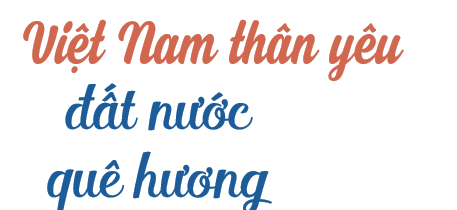 Việt Nam thân yêu
đất nước
quê hương